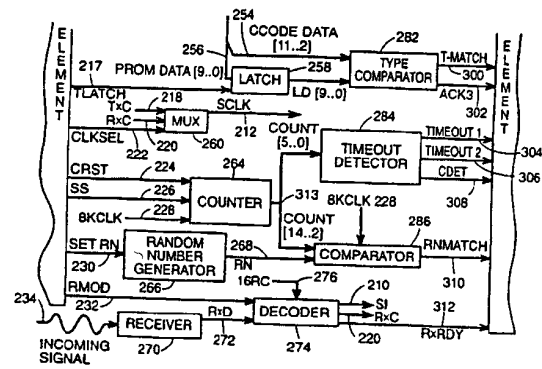 ELEMENT
254
CCODE DATA
[11..2]
256
282
TYPE
COMPARATOR
T-MATCH
300
ACK3
302
ELEMENT
258
217
PROM DATA [9..0]
LATCH
LD [9..0]
TLATCH
TxC
218
RxC
220
MUX
SCLK
212
260
CLKSEL
222
COUNT
[5..0]
284
TIMEOUT
DETECTOR
TIMEOUT 1
304
TIMEOUT 2
306
CDET
308
CRST
224
264
SS
226
COUNTER
8KCLK
228
313
COUNT
[14..2]
8KCLK 228
286
SET RN
230
RANDOM
NUMBER
GENERATOR
266
268
RN
COMPARATOR
RNMATCH
310
276
16RC
RMOD
232
DECODER
274
210
SI
RxC
220
312
RxRDY
234
INCOMING
SIGNAL
RECEIVER
270
RxD
272